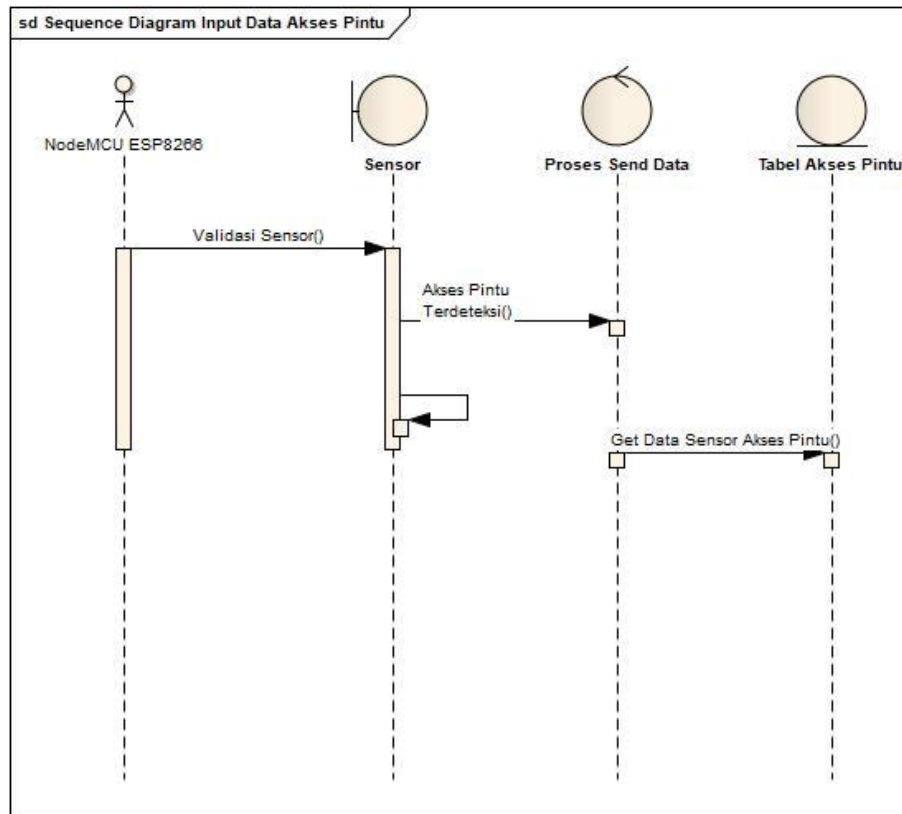 sd Sequence Diagram Input Data Akses Pintu
NodeMCU ESP8266
Sensor
Proses Send Data
Tabel Akses Pintu
Validasi Sensor()
Akses Pintu
Terdeteksi()
Get Data Sensor Akses Pintu()